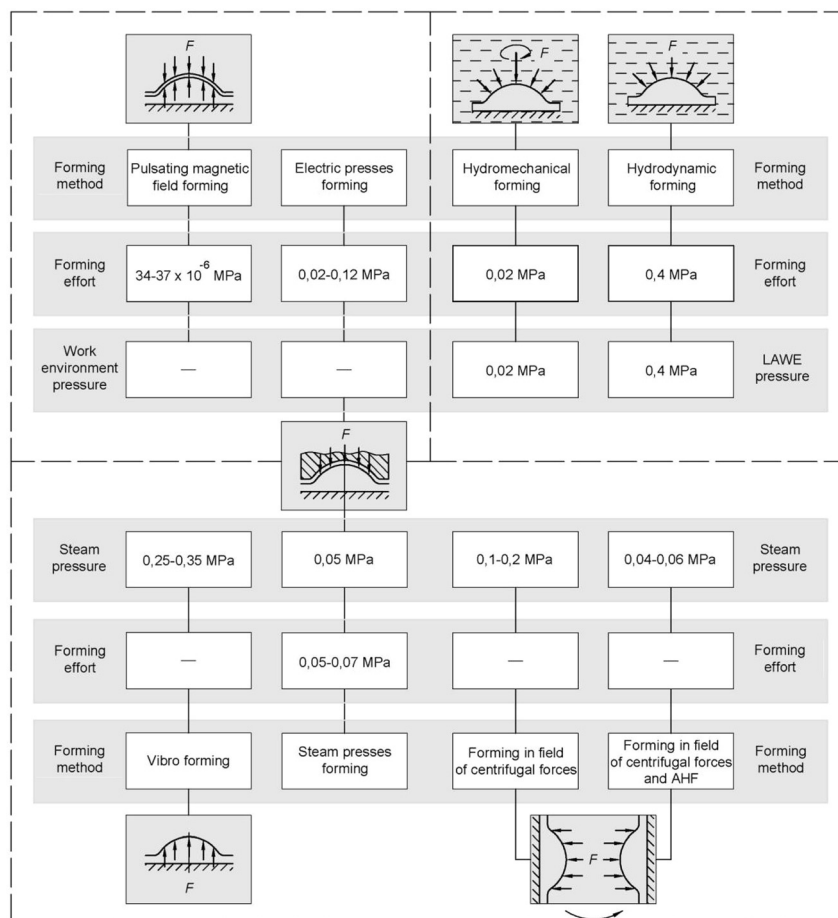 F
F
F
Forming
method
Pulsating magnetic
field forming
Electric presses
forming
Hydromechanical
forming
Hydrodynamic
forming
Forming
method
Forming
effort
34-37 x 10-6 MPa
0,02-0,12 MPa
0,02 MPa
0,4 MPa
Forming
effort
Work
environment
pressure
—
—
0,02 MPa
0,4 MPa
LAWE
pressure
F
Steam
pressure
0,25-0,35 MPa
0,05 MPa
0,1-0,2 MPa
0,04-0,06 MPa
Steam
pressure
Forming
effort
—
0,05-0,07 MPa
—
—
Forming
effort
Forming
method
Vibro forming
Steam presses
forming
Forming in field
of centrifugal forces
Forming in field
of centrifugal forces
and AHF
Forming
method
F
F